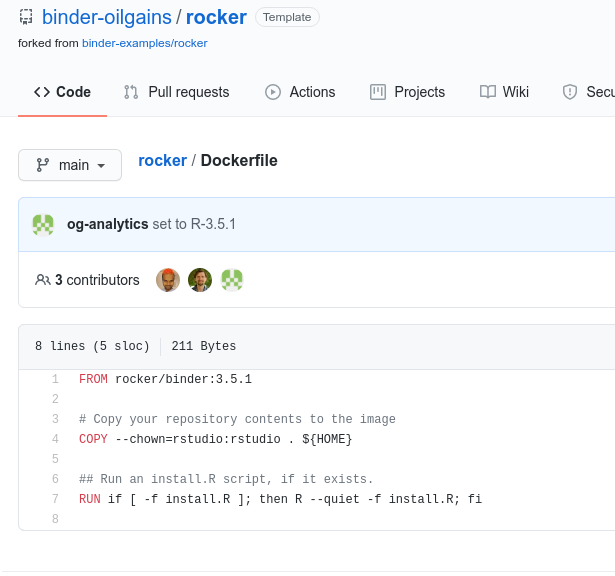 binder-oilgains / rocker Template
forked from binder-examples/rocker
Code Pull requests Actions Projects Wiki Secu
main rocker / Dockerfile
og-analytics set to R-3.5.1
3 contributors
8 lines (5 sloc) 211 Bytes
1 FROM rocker/binder:3.5.1
2
3 # Copy your repository contents to the image
4 COPY --chown=rstudio:rstudio . ${HOME}
5
6 ## Run an install.R script, if it exists.
7 RUN if [ -f install.R ]; then R --quiet -f install.R; fi
8